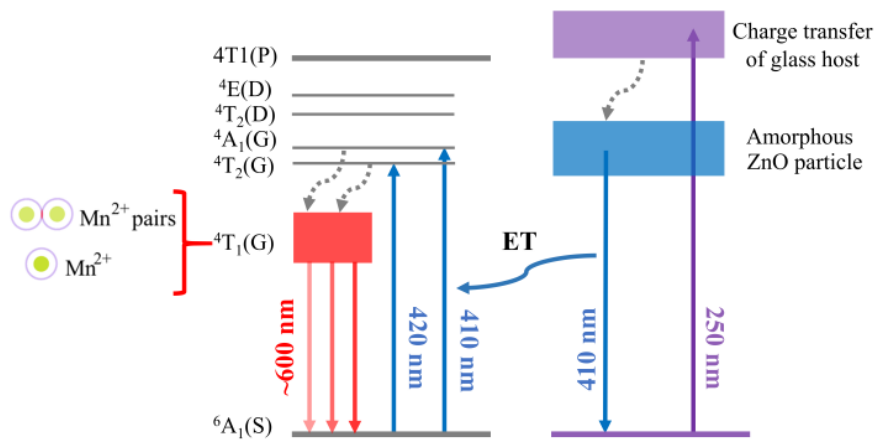 4T1(P)
⁴E(D)
⁴T₂(D)
⁴A₁(G)
⁴T₂(G)
Mn²⁺ pairs
⁴T₁(G)
Mn²⁺
~600 nm
420 nm
410 nm
⁶A₁(S)
ET
410 nm
250 nm
Charge transfer
of glass host
Amorphous
ZnO particle